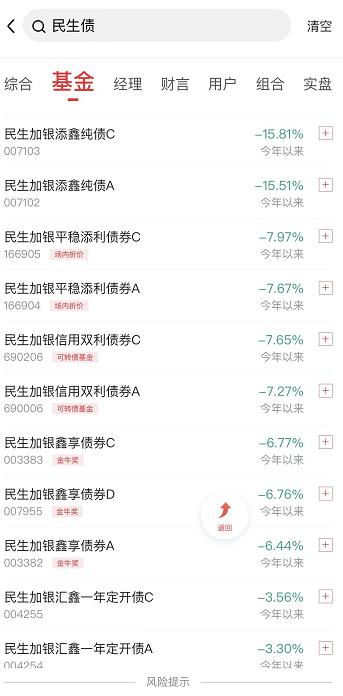 民生债
清空
综合 基金 经理 财言 用户 组合 实盘
民生加银添鑫纯债C -15.81%
007103 今年以来
民生加银添鑫纯债A -15.51%
007102 今年以来
民生加银平稳添利债券C -7.97%
166905 场内折价 今年以来
民生加银平稳添利债券A -7.67%
166904 场内折价 今年以来
民生加银信用双利债券C -7.65%
690206 可转债基金 今年以来
民生加银信用双利债券A -7.27%
690006 可转债基金 今年以来
民生加银鑫享债券C -6.77%
003383 金牛奖 今年以来
民生加银鑫享债券D -6.76%
007955 金牛奖 今年以来
返回
民生加银鑫享债券A -6.44%
003382 金牛奖 今年以来
民生加银汇鑫一年定开债C -3.56%
004255 今年以来
民生加银汇鑫一年定开债A -3.30%
004254 今年以来
风险提示